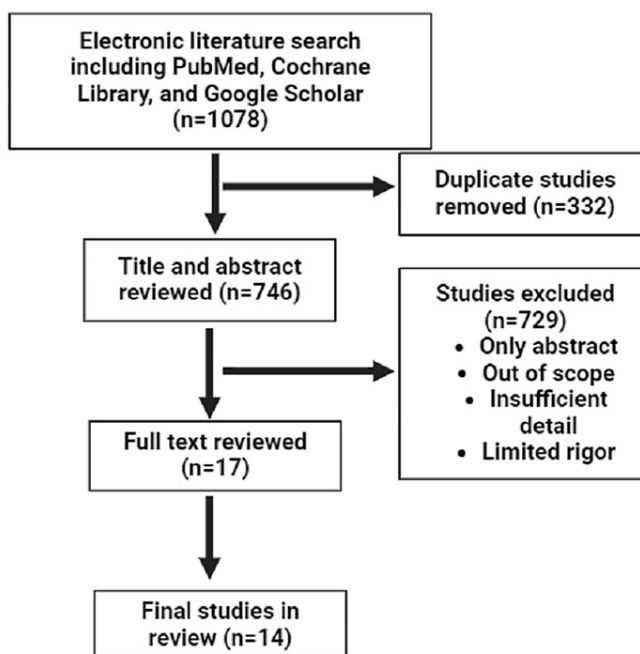 Electronic literature search
including PubMed, Cochrane
Library, and Google Scholar
(n=1078)
Duplicate studies
removed (n=332)
Title and abstract
reviewed (n=746)
Studies excluded
(n=729)
• Only abstract
• Out of scope
• Insufficient
detail
• Limited rigor
Full text reviewed
(n=17)
Final studies in
review (n=14)